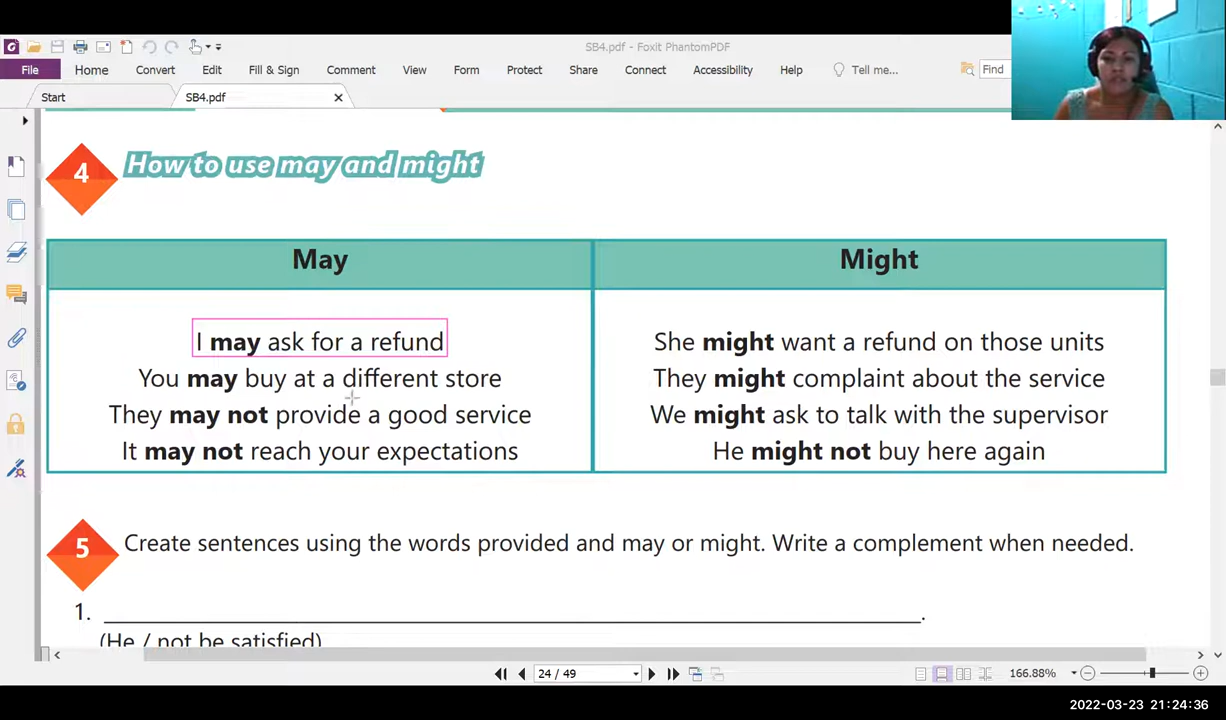 SB4.pdf - Foxit PhantomPDF
File Home Convert Edit Fill & Sign Comment View Form Protect Share Connect Accessibility Help Tell me... Find
Start SB4.pdf
4 How to use may and might
May Might
I may ask for a refund
You may buy at a different store
They may not provide a good service
It may not reach your expectations
She might want a refund on those units
They might complaint about the service
We might ask to talk with the supervisor
He might not buy here again
5 Create sentences using the words provided and may or might. Write a complement when needed.
1. ______________________________.
(He / not be satisfied)
24 / 49 166.88%
2022-03-23 21:24:36